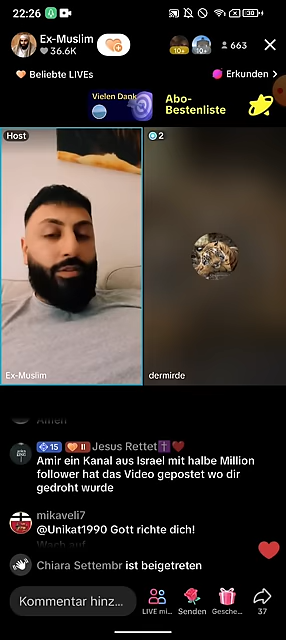 22:26
Ex-Muslim
36.6K
10+
10+
663
Beliebte LIVEs
Erkunden >
Vielen Dank
Abo-
Bestenliste
Host
2
Ex-Muslim
dermirde
Amen
15 II Jesus Rettet
Amir ein Kanal aus Israel mit halbe Million
follower hat das Video gepostet wo dir
gedroht wurde
mikaveli7
@Unikat1990 Gott richte dich!
Wach auf
Chiara Settembr ist beigetreten
Kommentar hinz...
LIVE mi...
Senden
Gesche...
37